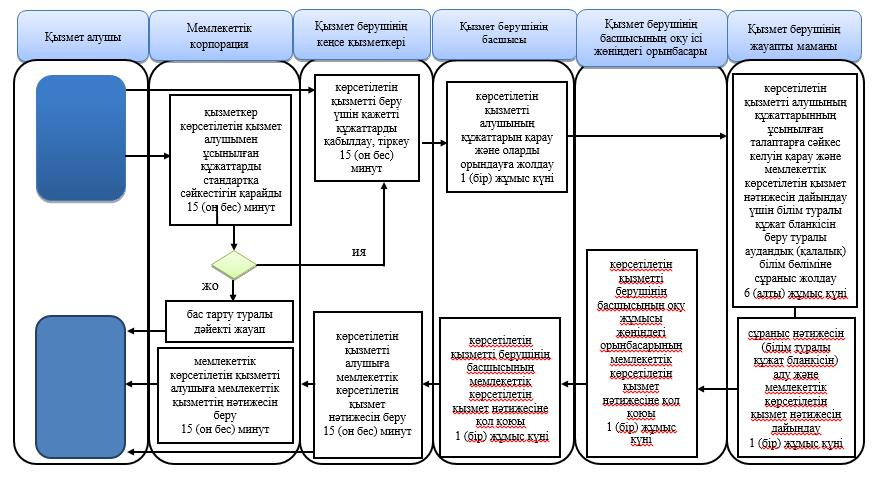 Қызмет алушы
Мемлекеттік
корпорация
Қызмет берушінің
кеңсе қызметкері
Қызмет берушінің
басшысы
Қызмет берушінің
басшысының оқу ісі
жөніндегі орынбасары
Қызмет берушінің
жауапты маманы
қызметкер
көрсетілетін қызмет
алушымен
ұсынылған
құжаттарды
стандартқа
сәйкестігін қарайды
15 (он бес) минут
көрсетілетін
қызметті беру
үшін қажетті
құжаттарды
қабылдау, тіркеу
15 (он бес)
минут
көрсетілетін
қызметті
алушының
құжаттарын қарау
және оларды
орындауға жолдау
1 (бір) жұмыс күні
көрсетілетін
қызметті алушының
құжаттарынның
ұсынылған
талаптарға сәйкес
келуін қарау және
мемлекеттік
көрсетілетін қызмет
нәтижесін дайындау
үшін білім туралы
құжат бланкісін
беру туралы
аудандық (қалалық)
білім бөліміне
сұраныс жолдау
6 (алты) жұмыс күні
ия
жо
бас тарту туралы
дәйекті жауап
мемлекеттік
көрсетілетін қызметті
алушыға мемлекеттік
қызметтің нәтижесін
беру
15 (он бес) минут
көрсетілетін
қызметті
алушыға
мемлекеттік
көрсетілетін
қызмет
нәтижесін беру
15 (он бес) минут
көрсетілетін
қызметті берушінің
басшысының
мемлекеттік
көрсетілетін
қызмет нәтижесіне
қол қоюы
1 (бір) жұмыс күні
көрсетілетін
қызметті
берушінің
басшысының оқу
жұмысы
жөніндегі
орынбасарының
мемлекеттік
көрсетілетін
қызмет
нәтижесіне қол
қоюы
1 (бір) жұмыс
күні
сұраныс нәтижесін
(білім туралы
құжат бланкісін)
алу және
мемлекеттік
көрсетілетін
қызмет нәтижесін
дайындау
1 (бір) жұмыс күні